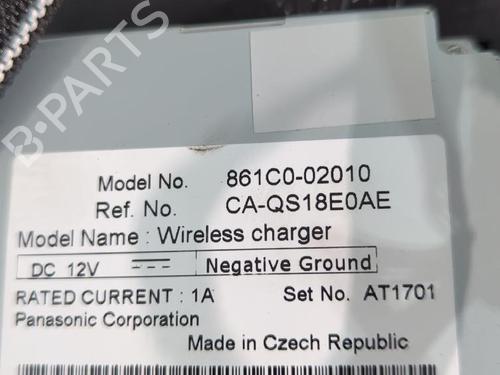 B-PARTS
Model No. 861C0-02010
Ref. No. CA-QS18E0AE
Model Name : Wireless charger
DC 12V Negative Ground
RATED CURRENT : 1A Set No. AT1701
Panasonic Corporation
Made in Czech Republic